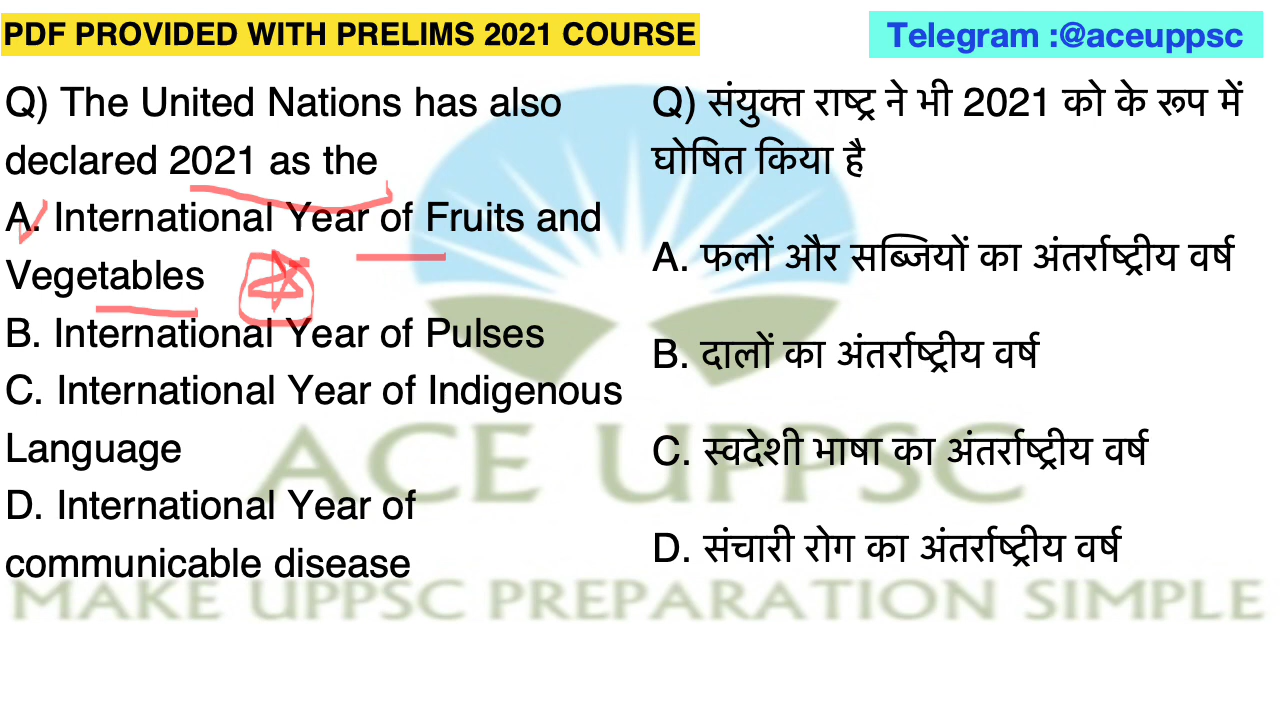 PDF PROVIDED WITH PRELIMS 2021 COURSE
Telegram :@aceuppsc
Q) The United Nations has also
declared 2021 as the
A. International Year of Fruits and
Vegetables
B. International Year of Pulses
C. International Year of Indigenous
Language
D. International Year of
communicable disease
Q) संयुक्त राष्ट्र ने भी 2021 को के रूप में
घोषित किया है
A. फलों और सब्जियों का अंतर्राष्ट्रीय वर्ष
B. दालों का अंतर्राष्ट्रीय वर्ष
C. स्वदेशी भाषा का अंतर्राष्ट्रीय वर्ष
D. संचारी रोग का अंतर्राष्ट्रीय वर्ष
ACE UPPSC
MAKE UPPSC PREPARATION SIMPLE